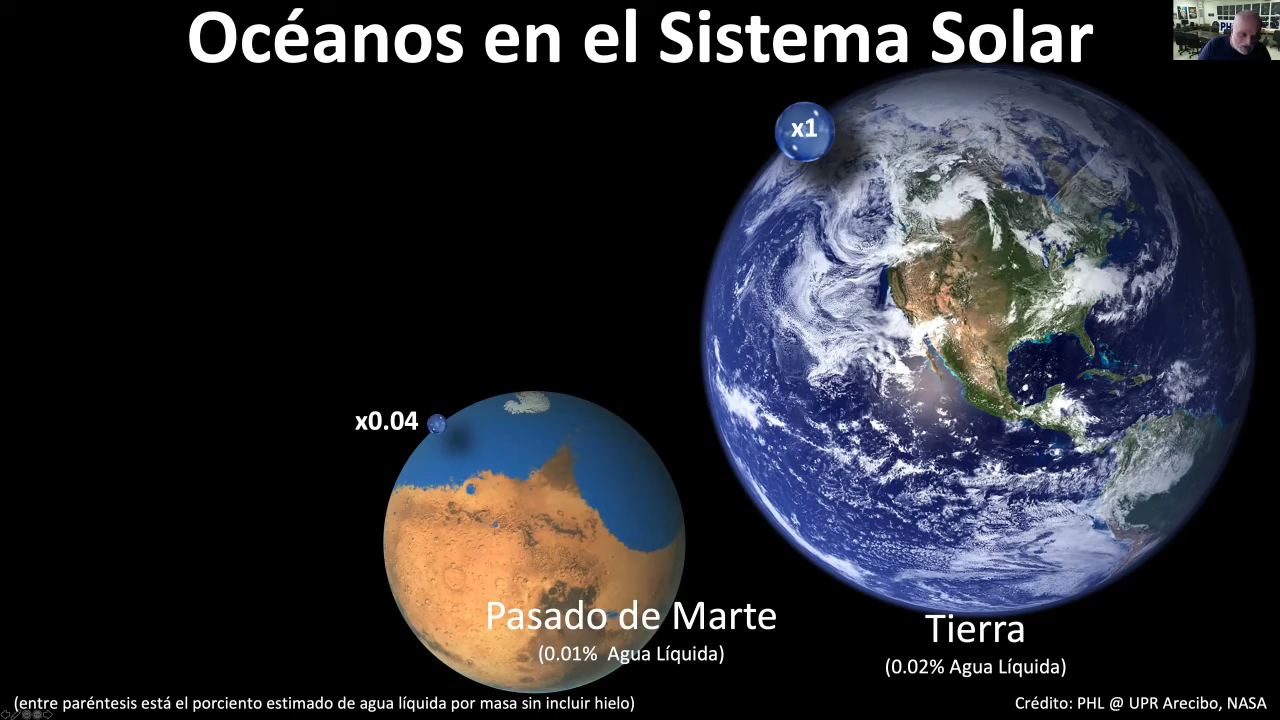 Océanos en el Sistema Solar
x1
x0.04
Pasado de Marte
(0.01% Agua Líquida)
Tierra
(0.02% Agua Líquida)
(entre paréntesis está el porciento estimado de agua líquida por masa sin incluir hielo)
Crédito: PHL @ UPR Arecibo, NASA